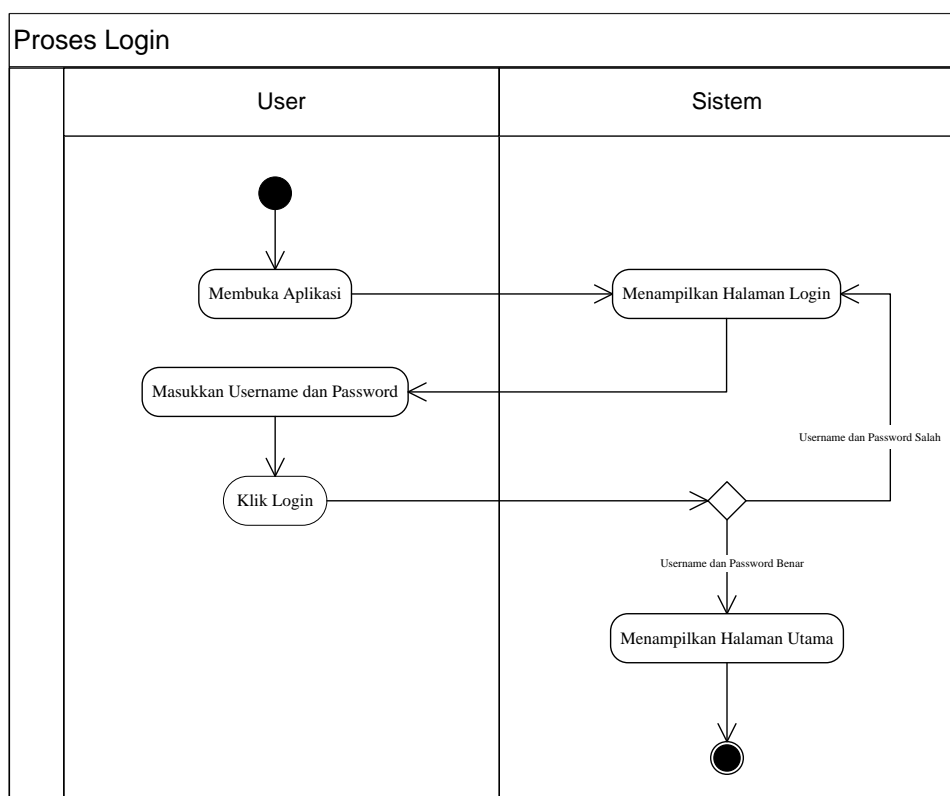 Proses Login
User
Sistem
Membuka Aplikasi
Menampilkan Halaman Login
Masukkan Username dan Password
Username dan Password Salah
Klik Login
Username dan Password Benar
Menampilkan Halaman Utama